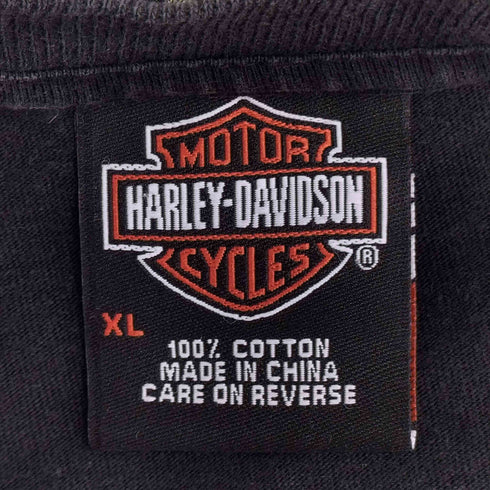 MOTOR
HARLEY-DAVIDSON
CYCLES
®
XL
100% COTTON
MADE IN CHINA
CARE ON REVERSE